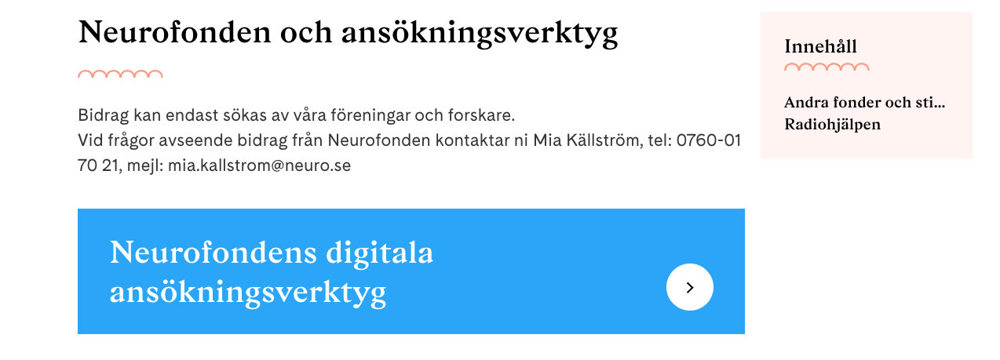 Neurofonden och ansökningsverktyg
Bidrag kan endast sökas av våra föreningar och forskare.
Vid frågor avseende bidrag från Neurofonden kontaktar ni Mia Källström, tel: 0760-01
70 21, mejl: mia.kallstrom@neuro.se
Neurofondens digitala
ansökningsverktyg
Innehåll
Andra fonder och sti...
Radiohjälpen